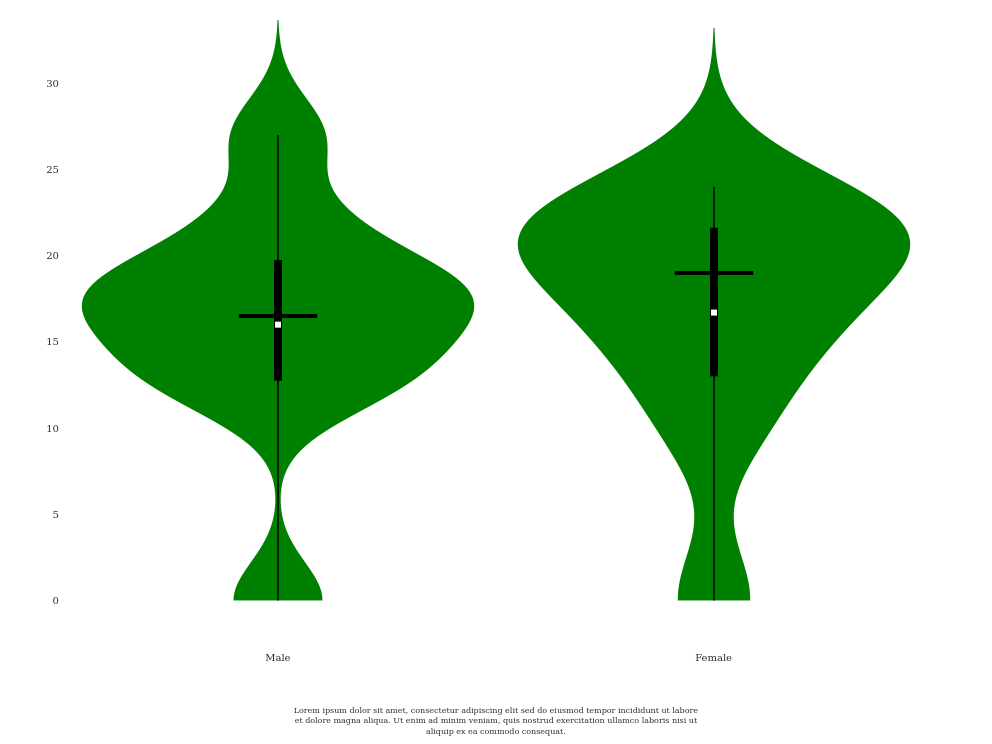 30
25
20
15
10
5
0
Male Female
Lorem ipsum dolor sit amet, consectetur adipiscing elit sed do eiusmod tempor incididunt ut labore
et dolore magna aliqua. Ut enim ad minim veniam, quis nostrud exercitation ullamco laboris nisi ut
aliquip ex ea commodo consequat.